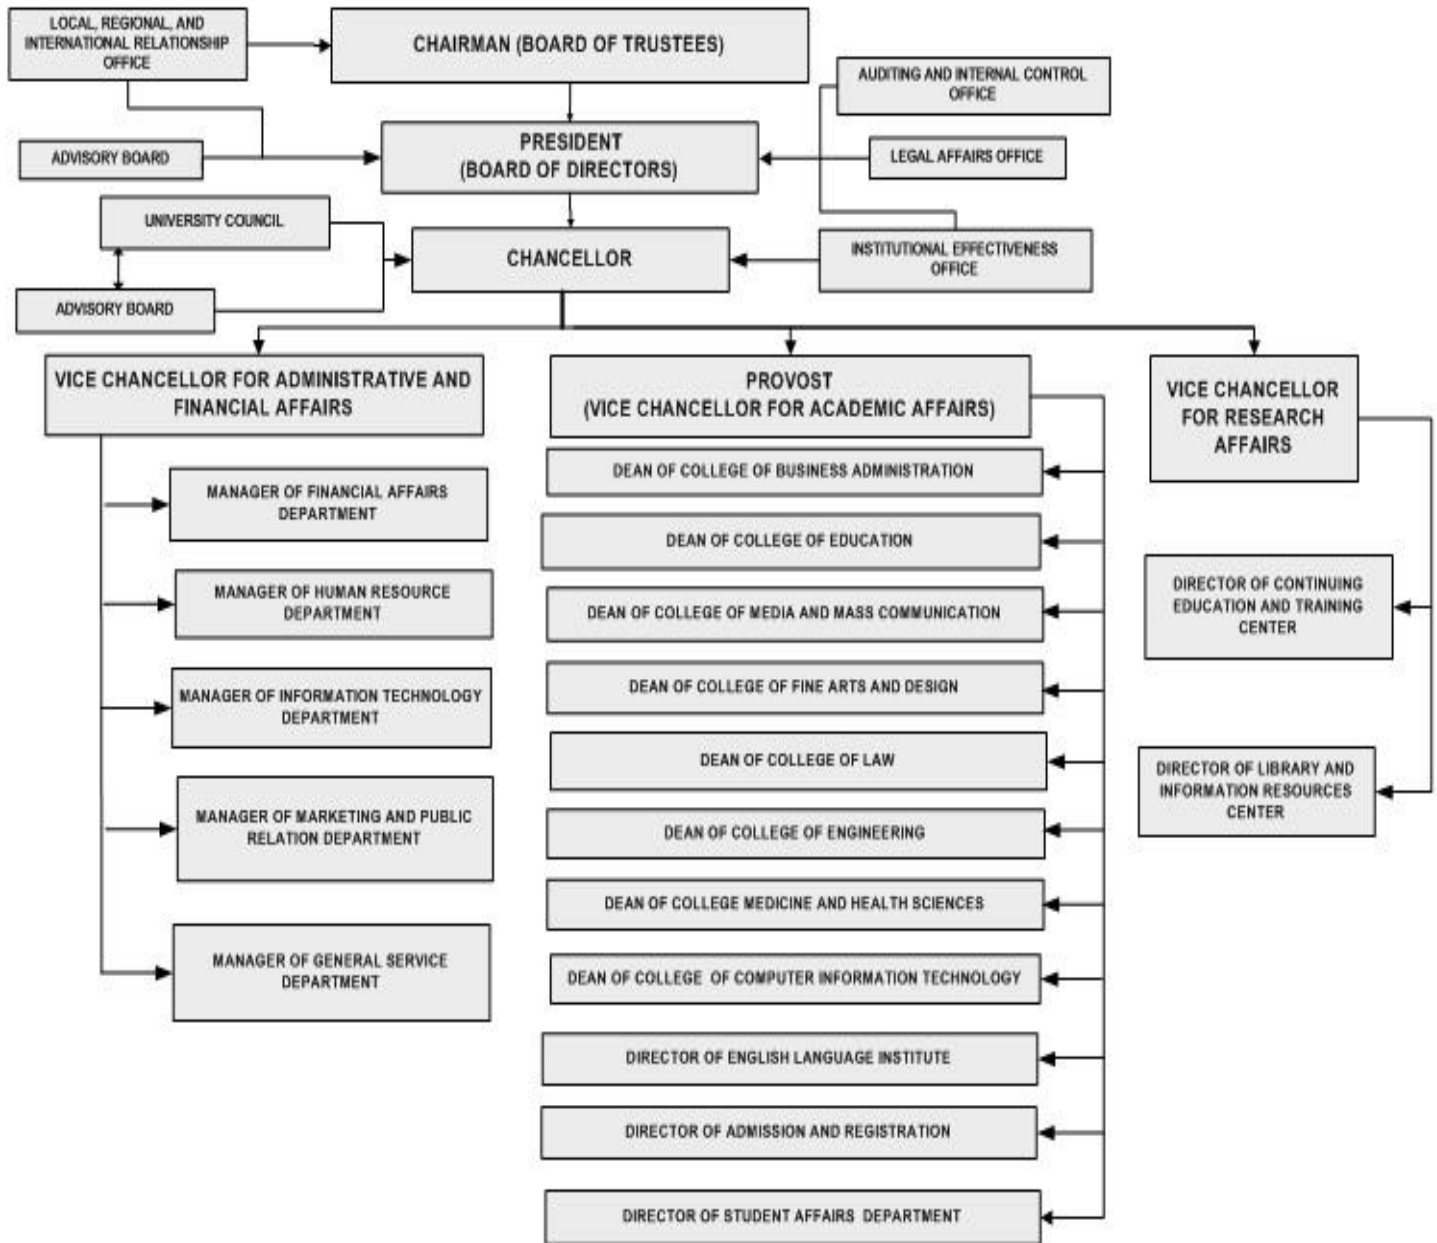 LOCAL, REGIONAL, AND
INTERNATIONAL RELATIONSHIP
OFFICE
CHAIRMAN (BOARD OF TRUSTEES)
AUDITING AND INTERNAL CONTROL
OFFICE
ADVISORY BOARD
PRESIDENT
(BOARD OF DIRECTORS)
LEGAL AFFAIRS OFFICE
UNIVERSITY COUNCIL
CHANCELLOR
INSTITUTIONAL EFFECTIVENESS
OFFICE
ADVISORY BOARD
VICE CHANCELLOR FOR ADMINISTRATIVE AND
FINANCIAL AFFAIRS
MANAGER OF FINANCIAL AFFAIRS
DEPARTMENT
MANAGER OF HUMAN RESOURCE
DEPARTMENT
MANAGER OF INFORMATION TECHNOLOGY
DEPARTMENT
MANAGER OF MARKETING AND PUBLIC
RELATION DEPARTMENT
MANAGER OF GENERAL SERVICE
DEPARTMENT
PROVOST
(VICE CHANCELLOR FOR ACADEMIC AFFAIRS)
DEAN OF COLLEGE OF BUSINESS ADMINISTRATION
DEAN OF COLLEGE OF EDUCATION
DEAN OF COLLEGE OF MEDIA AND MASS COMMUNICATION
DEAN OF COLLEGE OF FINE ARTS AND DESIGN
DEAN OF COLLEGE OF LAW
DEAN OF COLLEGE OF ENGINEERING
DEAN OF COLLEGE MEDICINE AND HEALTH SCIENCES
DEAN OF COLLEGE OF COMPUTER INFORMATION TECHNOLOGY
DIRECTOR OF ENGLISH LANGUAGE INSTITUTE
DIRECTOR OF ADMISSION AND REGISTRATION
DIRECTOR OF STUDENT AFFAIRS DEPARTMENT
VICE CHANCELLOR
FOR RESEARCH
AFFAIRS
DIRECTOR OF CONTINUING
EDUCATION AND TRAINING
CENTER
DIRECTOR OF LIBRARY AND
INFORMATION RESOURCES
CENTER